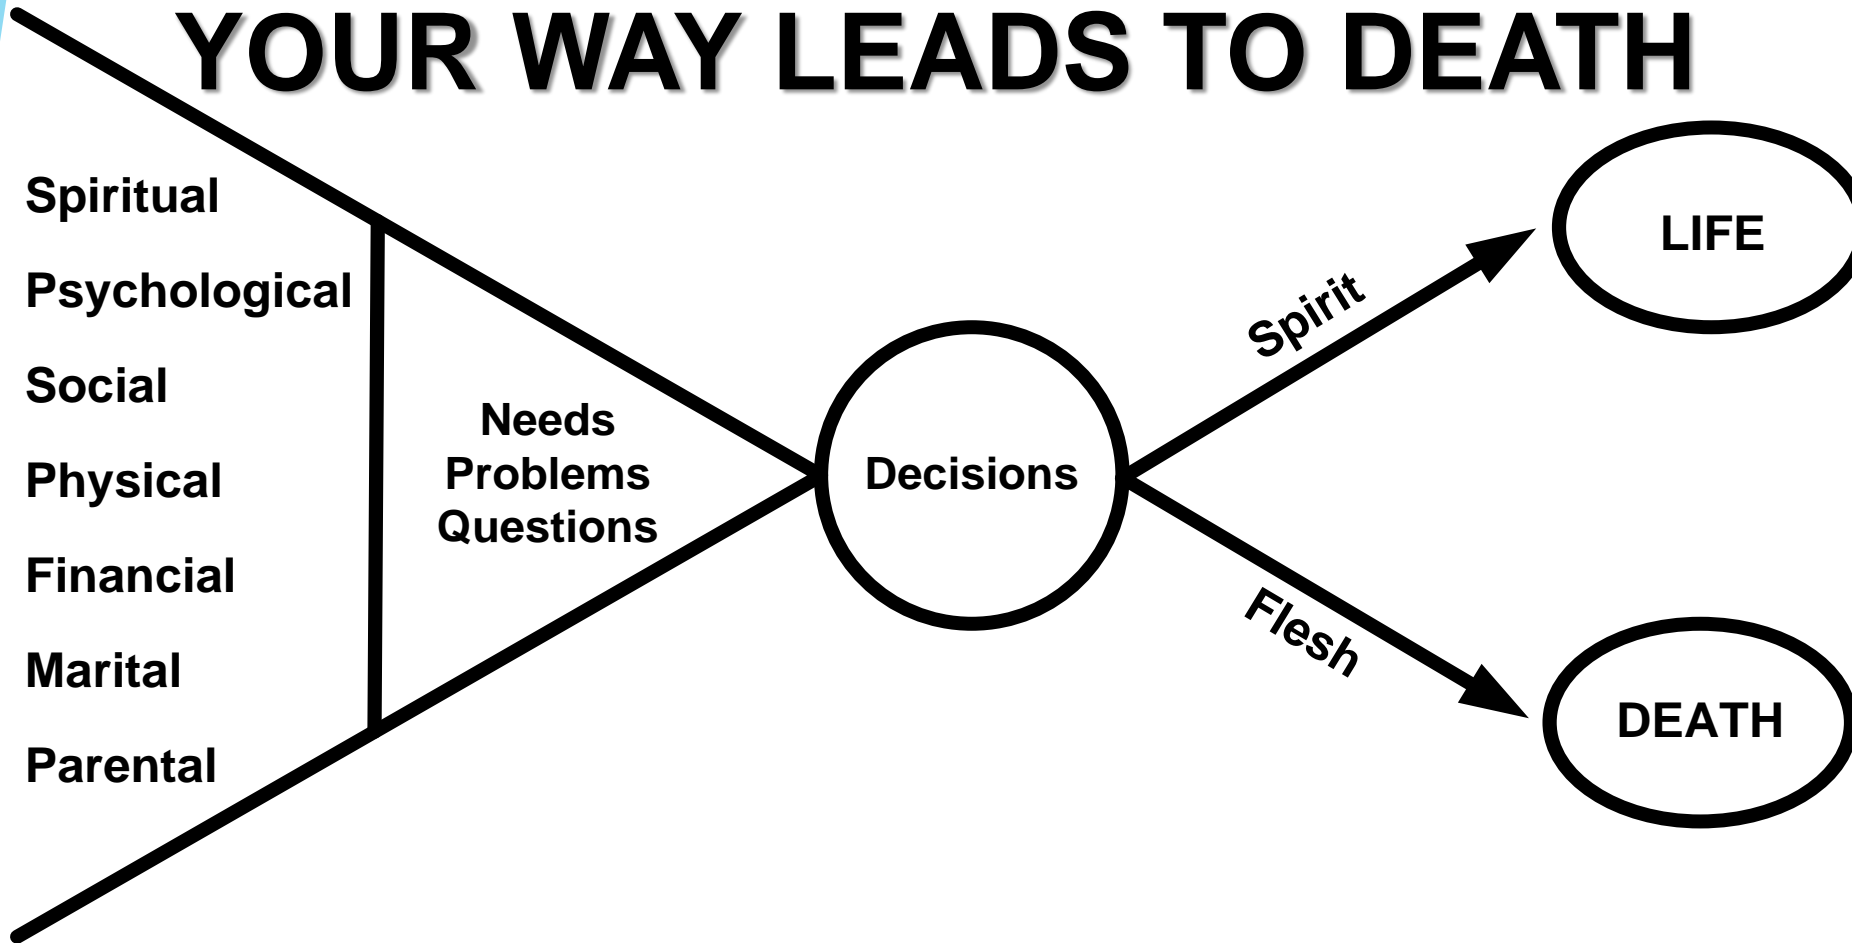 YOUR WAY LEADS TO DEATH
Spiritual
Psychological
Social
Physical
Financial
Marital
Parental
Needs
Problems
Questions
Decisions
Spirit
Flesh
LIFE
DEATH